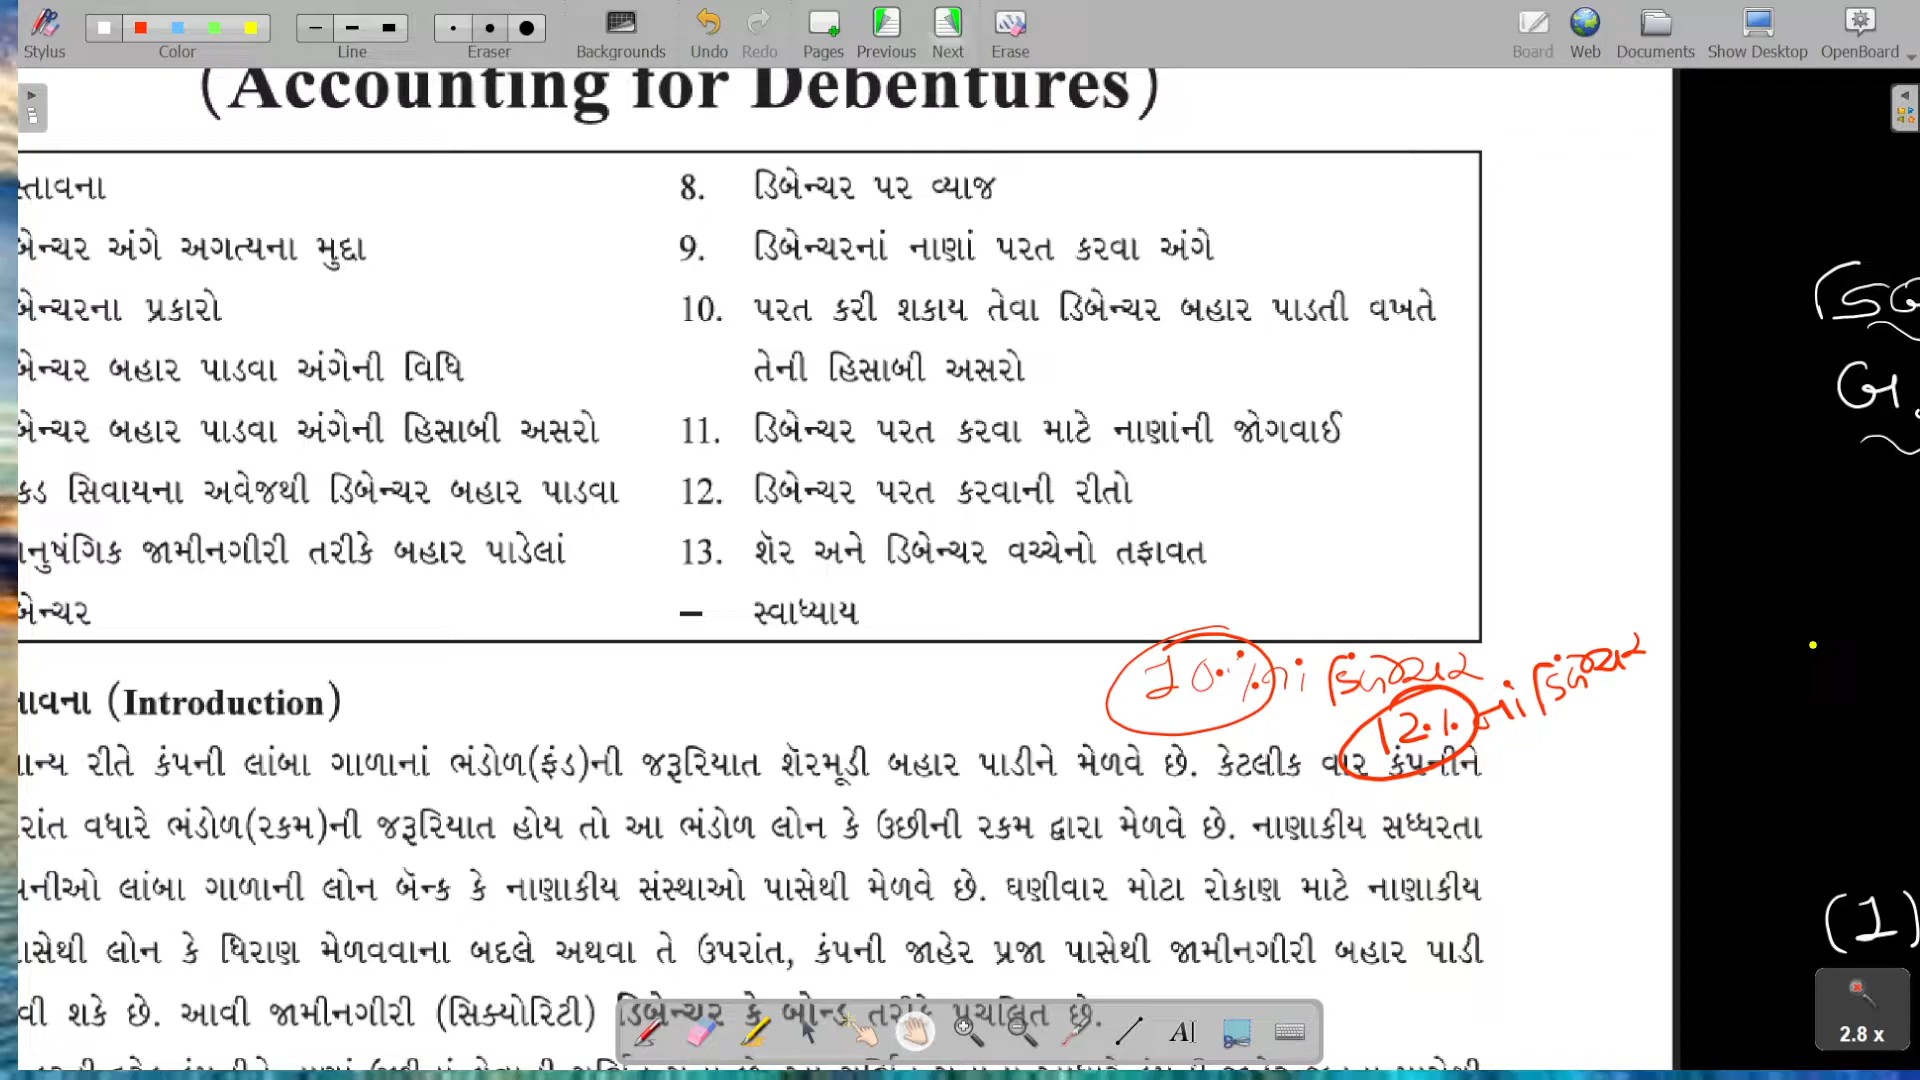 Stylus Color Line Eraser Backgrounds Undo Redo Pages Previous Next Erase Board Web Documents Show Desktop OpenBoard
(Accounting for Debentures)
સ્તાવના
બેન્ચર અંગે અગત્યના મુદ્દા
બેન્ચરના પ્રકારો
બેન્ચર બહાર પાડવા અંગેની વિધિ
બેન્ચર બહાર પાડવા અંગેની હિસાબી અસરો
કડ સિવાયના અવેજથી ડિબેન્ચર બહાર પાડવા
નુષંગિક જામીનગીરી તરીકે બહાર પાડેલાં
બેન્ચર
8. ડિબેન્ચર પર વ્યાજ
9. ડિબેન્ચરનાં નાણાં પરત કરવા અંગે
10. પરત કરી શકાય તેવા ડિબેન્ચર બહાર પાડતી વખતે
તેની હિસાબી અસરો
11. ડિબેન્ચર પરત કરવા માટે નાણાંની જોગવાઈ
12. ડિબેન્ચર પરત કરવાની રીતો
13. શૅર અને ડિબેન્ચર વચ્ચેનો તફાવત
– સ્વાધ્યાય
10%નાં ડિબેન્ચર
12%નાં ડિબેન્ચર
તાવના (Introduction)
ાન્ય રીતે કંપની લાંબા ગાળાનાં ભંડોળ(ફંડ)ની જરૂરિયાત શૅરમૂડી બહાર પાડીને મેળવે છે. કેટલીક વાર કંપનીને
રાંત વધારે ભંડોળ(રકમ)ની જરૂરિયાત હોય તો આ ભંડોળ લોન કે ઉછીની રકમ દ્વારા મેળવે છે. નાણાકીય સધ્ધરતા
પનીઓ લાંબા ગાળાની લોન બૅન્ક કે નાણાકીય સંસ્થાઓ પાસેથી મેળવે છે. ઘણીવાર મોટા રોકાણ માટે નાણાકીય
ાસેથી લોન કે ધિરાણ મેળવવાના બદલે અથવા તે ઉપરાંત, કંપની જાહેર પ્રજા પાસેથી જામીનગીરી બહાર પાડી
વી શકે છે. આવી જામીનગીરી (સિક્યોરિટી) ડિબેન્ચર કે બોન્ડ તરીકે પ્રચલિત છે.
(1)
2.8 x